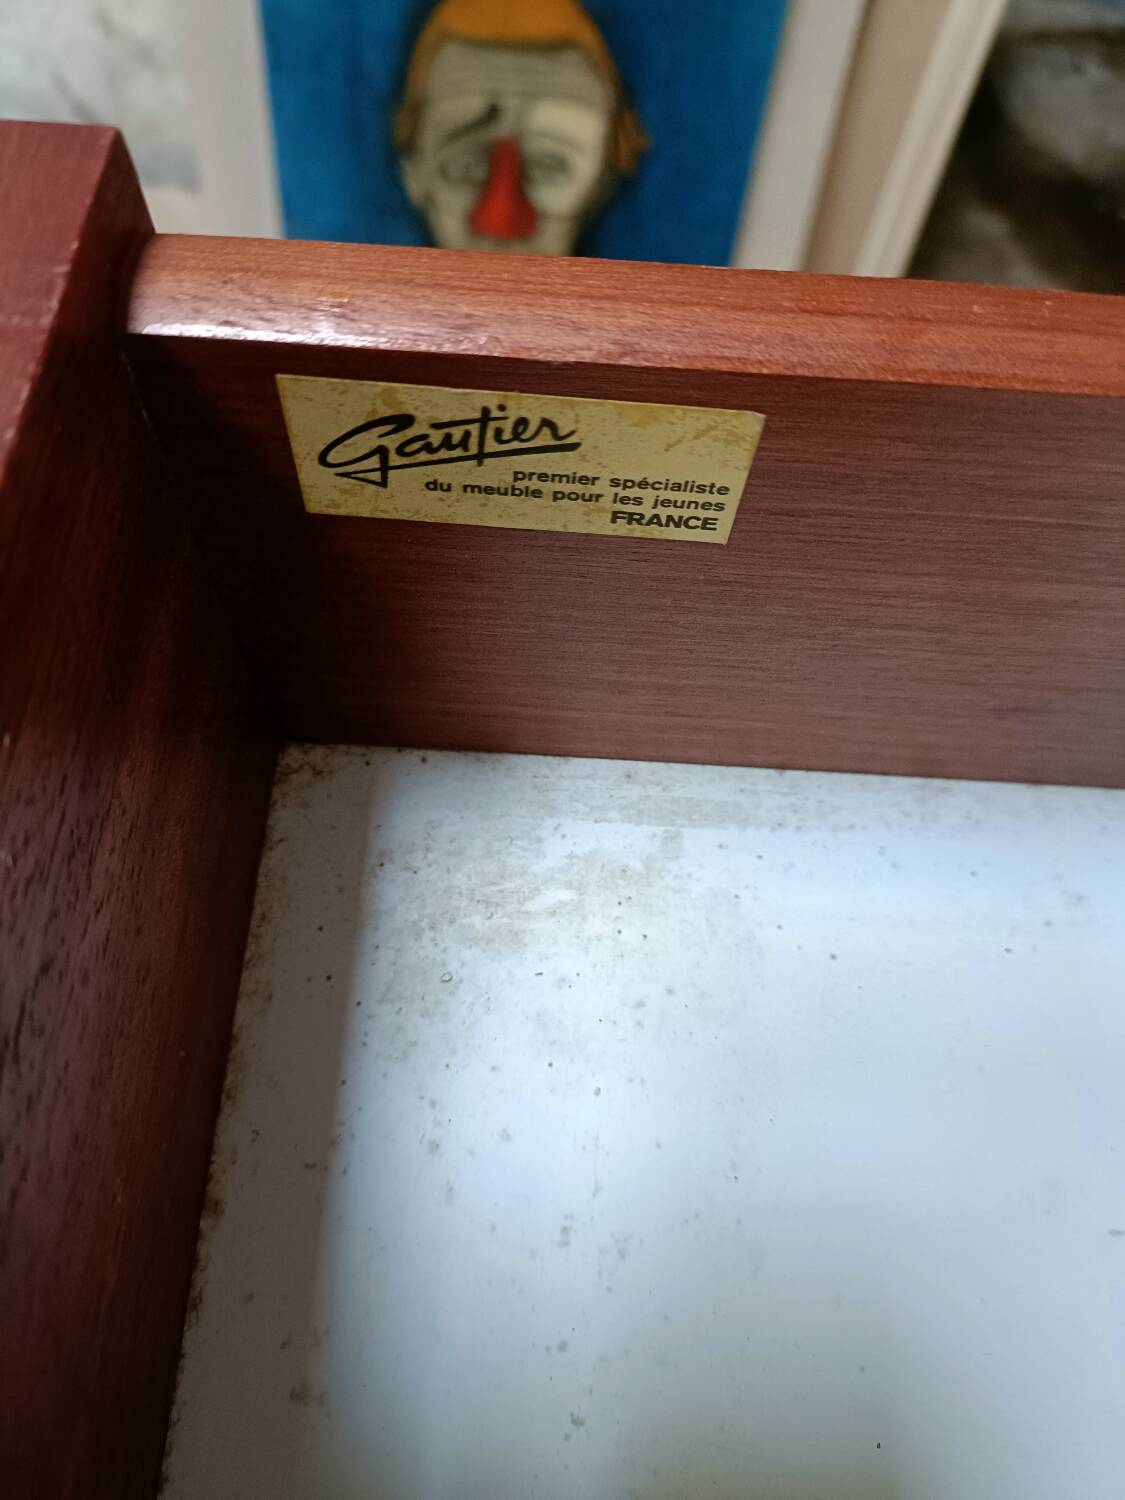 Gautier
premier spécialiste
du meuble pour les jeunes
FRANCE